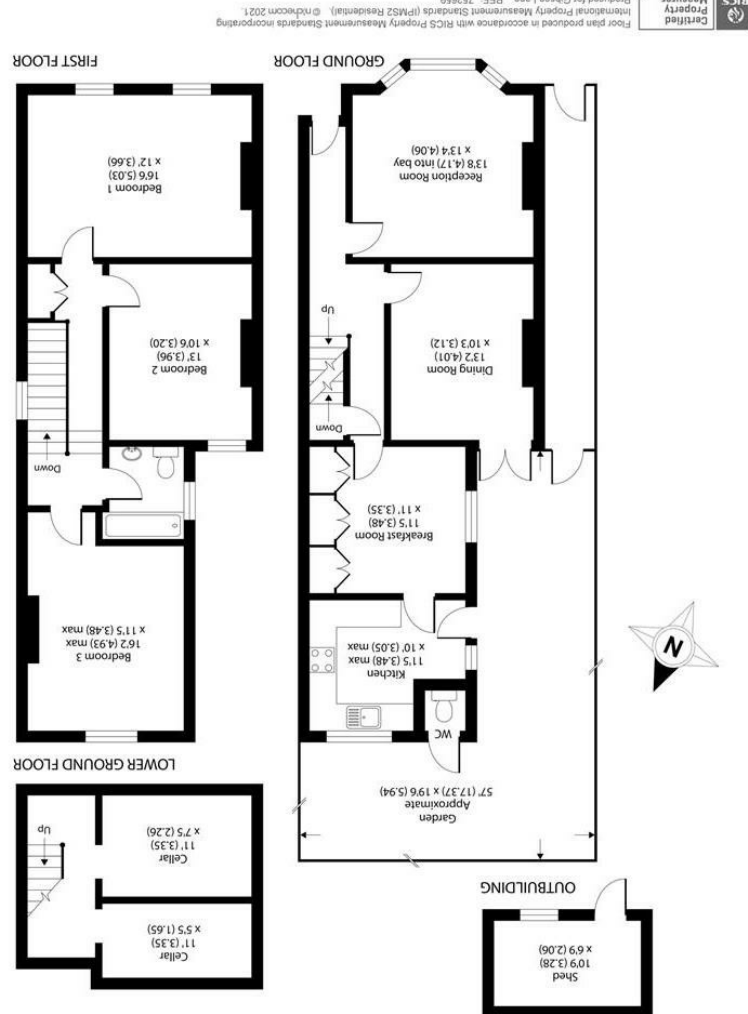 OUTBUILDING
Shed
10'9 (3.28)
x 6'9 (2.06)
LOWER GROUND FLOOR
Cellar
11' (3.35)
x 5'5 (1.65)
Cellar
11' (3.35)
x 7'5 (2.26)
Up
Garden
Approximate
57' (17.37) x 19'6 (5.94)
N
WC
Kitchen
11'5 (3.48) max
x 10' (3.05) max
Breakfast Room
11'5 (3.48)
x 11' (3.35)
Down
Up
Dining Room
13'2 (4.01)
x 10'3 (3.12)
Reception Room
13'8 (4.17) into bay
x 13'4 (4.06)
GROUND FLOOR
Bedroom 3
16'2 (4.93) max
x 11'5 (3.48) max
Down
Bedroom 2
13' (3.96)
x 10'6 (3.20)
Bedroom 1
16'6 (5.03)
x 12' (3.66)
FIRST FLOOR
Certified
Property
Measurer
RICS
Floor plan produced in accordance with RICS Property Measurement Standards incorporating
International Property Measurement Standards (IPMS2 Residential). © nichecom 2021.